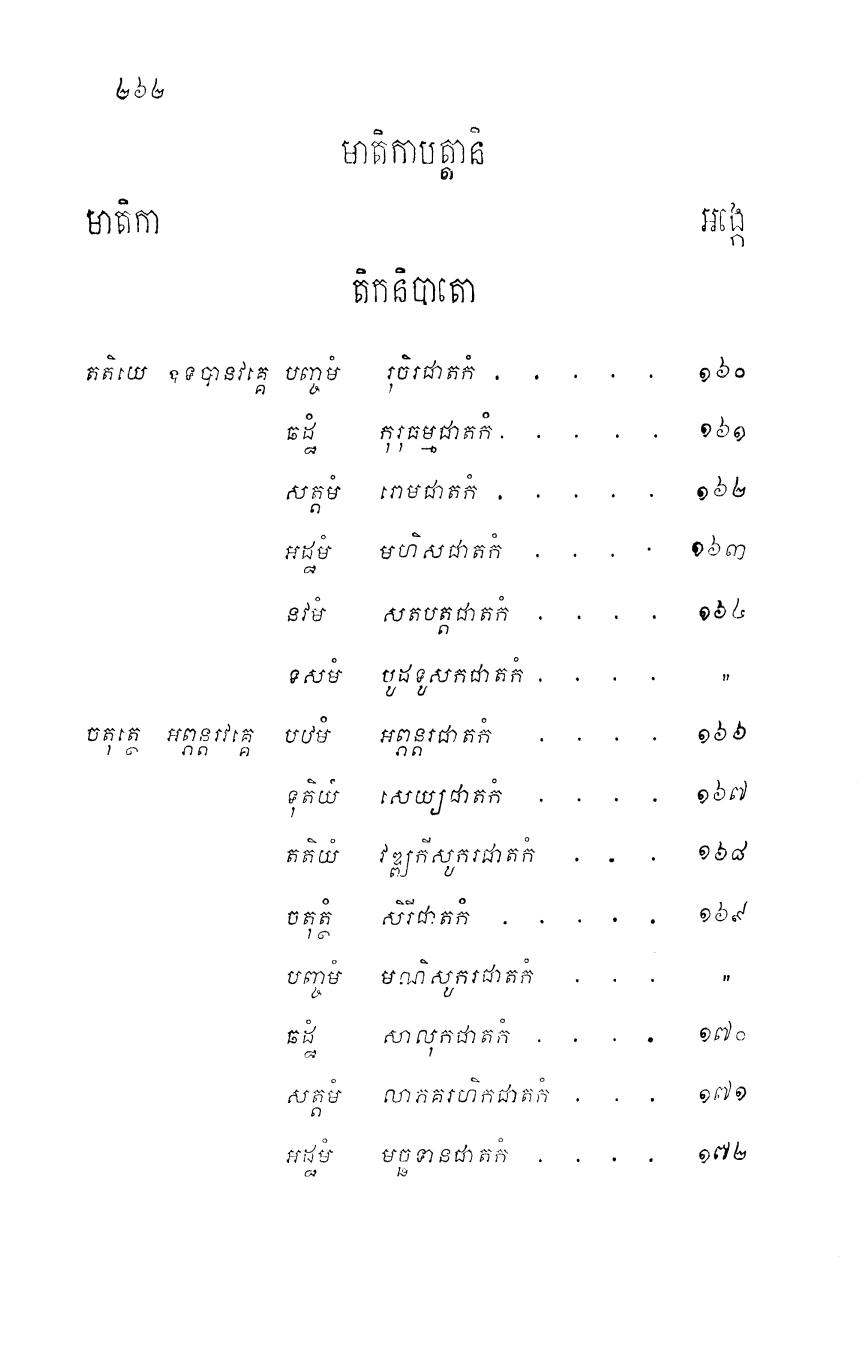 ២៦២
មាតិកាបត្តានិ
មាតិកា អង្កេ
តិកនិបាតោ
តតិយេ ឧទបានវគ្គេ បញ្ចមំ រុចិរជាតកំ . . . . . ១៦០
ឆដ្ឋំ កុរុធម្មជាតកំ . . . . . ១៦១
សត្តមំ រោមជាតកំ . . . . . ១៦២
អដ្ឋមំ មហិសជាតកំ . . . . ១៦៣
នវមំ សតបត្តជាតកំ . . . . ១៦៤
ទសមំ បូដទូសកជាតកំ . . . . "
ចតុត្ថេ អព្ភន្តរវគ្គេ បឋមំ អព្ភន្តរជាតកំ . . . . ១៦៦
ទុតិយំ សេយ្យជាតកំ . . . . ១៦៧
តតិយំ វឌ្ឍកីសូករជាតកំ . . . ១៦៨
ចតុត្ថំ សិរីជាតកំ . . . . . ១៦៩
បញ្ចមំ មណិសូករជាតកំ . . . "
ឆដ្ឋំ សាលុកជាតកំ . . . . ១៧០
សត្តមំ លាភគរហិកជាតកំ . . . ១៧១
អដ្ឋមំ មច្ឆទានជាតកំ . . . . ១៧២